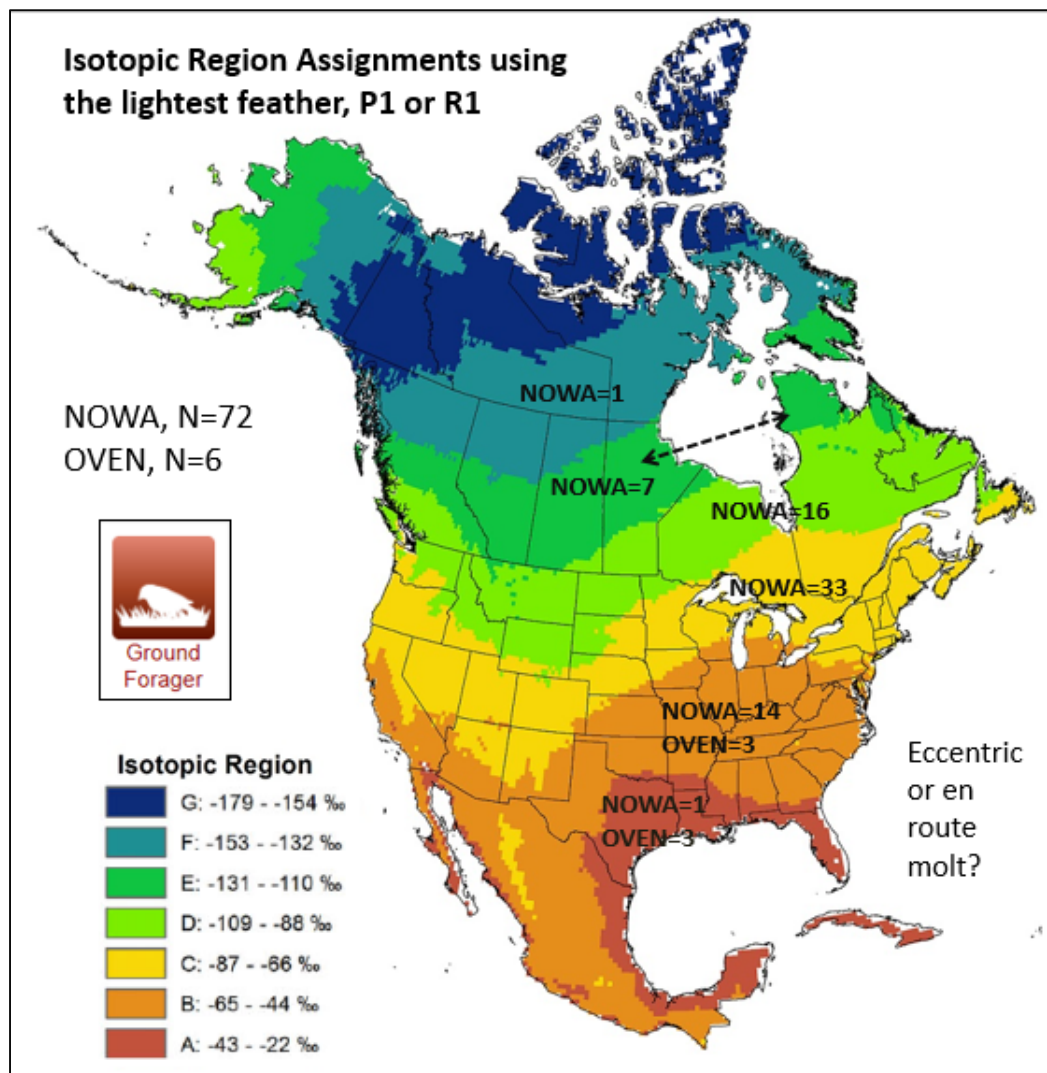 Isotopic Region Assignments using
the lightest feather, P1 or R1
NOWA=1
NOWA, N=72
OVEN, N=6
NOWA=7
NOWA=16
NOWA=33
Ground
Forager
NOWA=14
OVEN=3
NOWA=1
OVEN=3
Eccentric
or en
route
molt?
Isotopic Region
G: -179 - -154 ‰
F: -153 - -132 ‰
E: -131 - -110 ‰
D: -109 - -88 ‰
C: -87 - -66 ‰
B: -65 - -44 ‰
A: -43 - -22 ‰